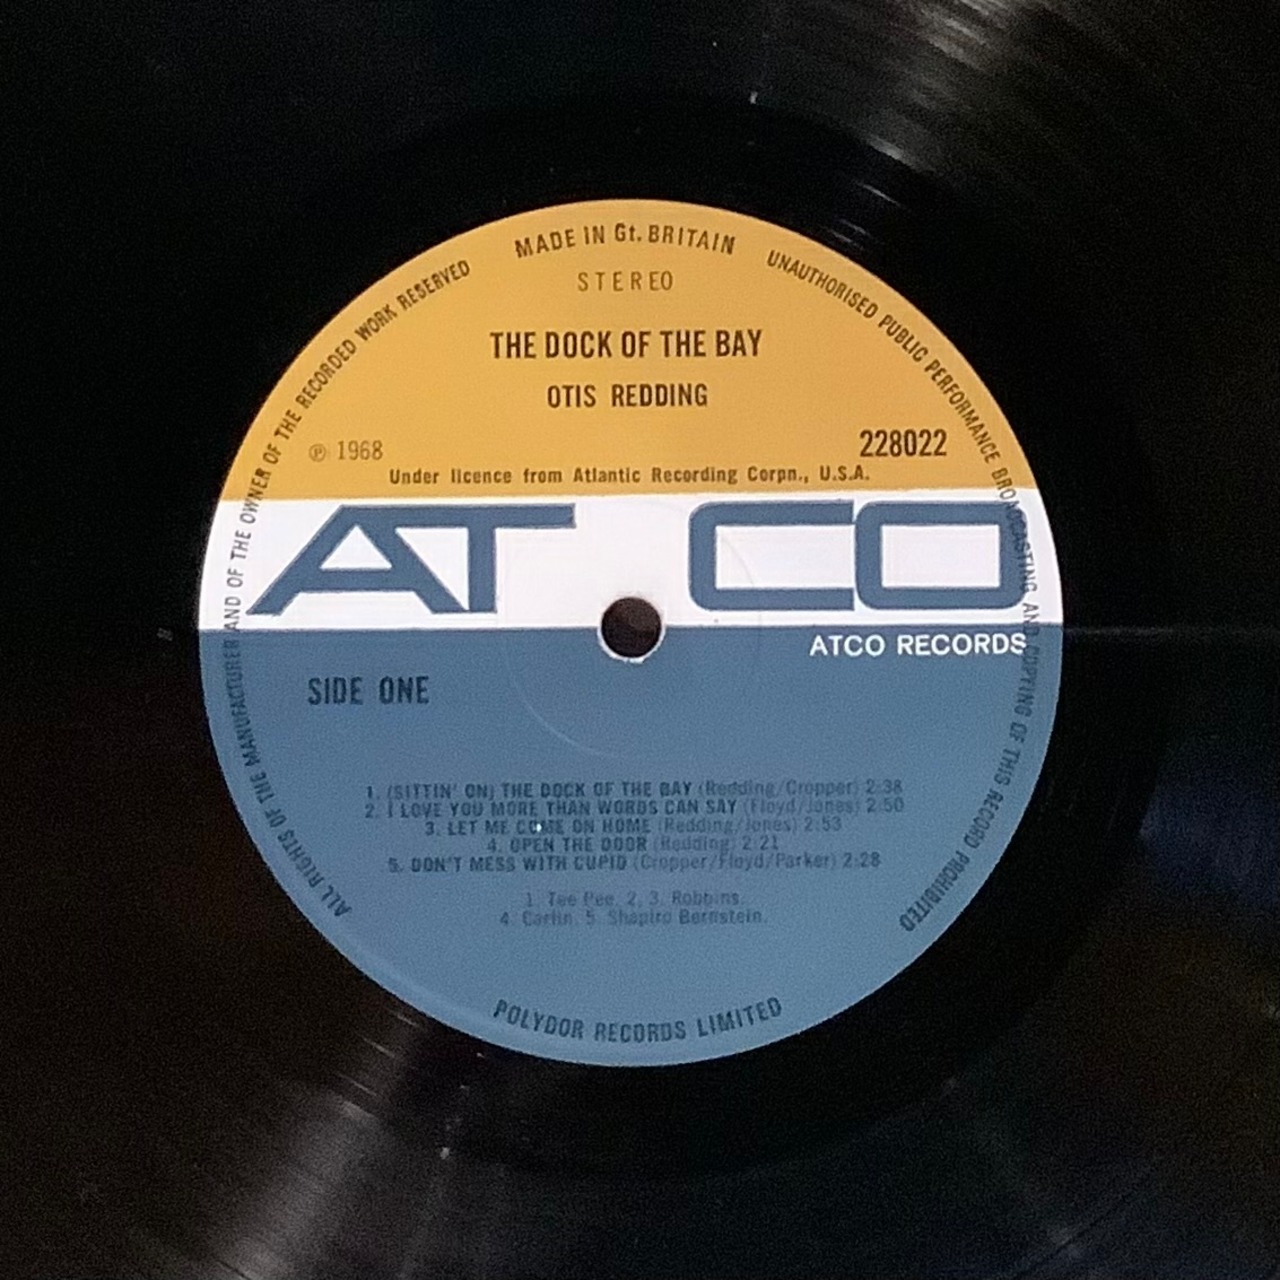 MADE IN Gt. BRITAIN
STEREO
THE DOCK OF THE BAY
OTIS REDDING
℗ 1968
228022
Under licence from Atlantic Recording Corpn., U.S.A.
AT CO
ATCO RECORDS
SIDE ONE
1. (SITTIN' ON) THE DOCK OF THE BAY (Redding/Cropper) 2:38
2. I LOVE YOU MORE THAN WORDS CAN SAY (Floyd/Jones) 2:50
3. LET ME COME ON HOME (Redding/Jones) 2:53
4. OPEN THE DOOR (Redding) 2:21
5. DON'T MESS WITH CUPID (Cropper/Floyd/Parker) 2:28
1. Tee Pee. 2, 3. Robbins.
4. Carlin. 5. Shapiro Bernstein.
POLYDOR RECORDS LIMITED
ALL RIGHTS OF THE MANUFACTURER AND OF THE OWNER OF THE RECORDED WORK RESERVED
UNAUTHORISED PUBLIC PERFORMANCE BROADCASTING AND COPYING OF THIS RECORD PROHIBITED